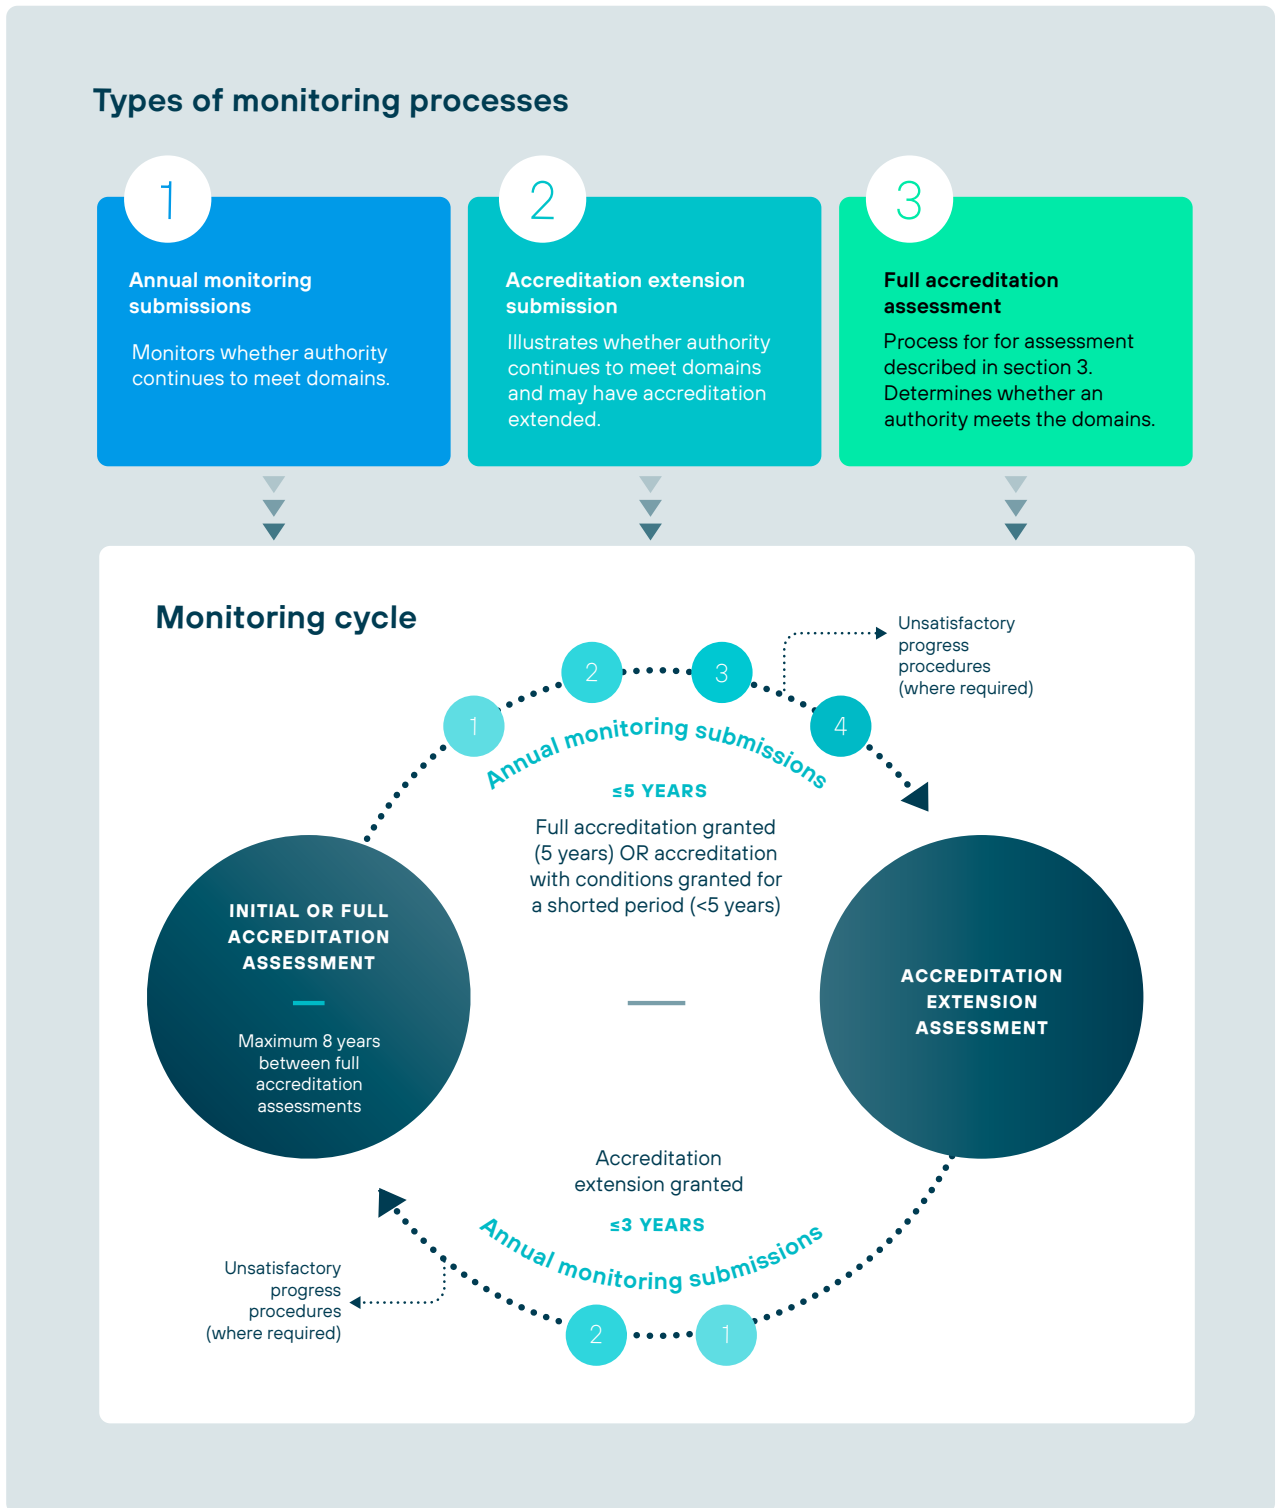 Types of monitoring processes
1
Annual monitoring
submissions
Monitors whether authority
continues to meet domains.
2
Accreditation extension
submission
Illustrates whether authority
continues to meet domains
and may have accreditation
extended.
3
Full accreditation
assessment
Process for for assessment
described in section 3.
Determines whether an
authority meets the domains.
Monitoring cycle
1
2
3
4
Unsatisfactory
progress
procedures
(where required)
Annual monitoring submissions
≤5 YEARS
Full accreditation granted
(5 years) OR accreditation
with conditions granted for
a shorted period (<5 years)
INITIAL OR FULL
ACCREDITATION
ASSESSMENT
Maximum 8 years
between full
accreditation
assessments
ACCREDITATION
EXTENSION
ASSESSMENT
Accreditation
extension granted
≤3 YEARS
Annual monitoring submissions
Unsatisfactory
progress
procedures
(where required)
2
1